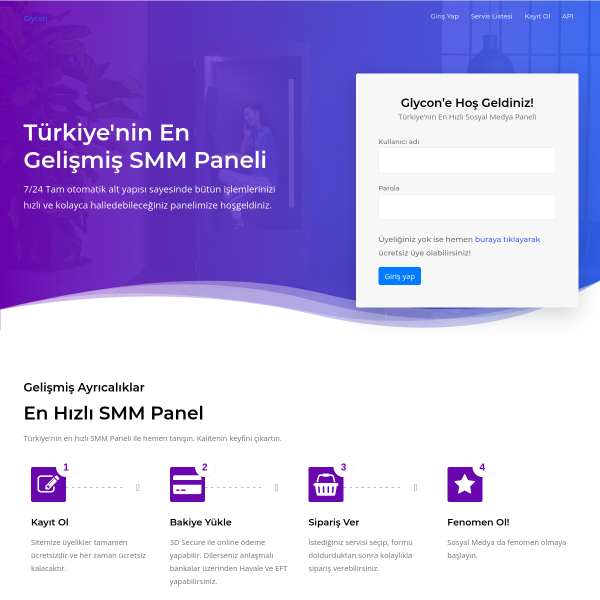 Glycon
Giriş Yap
Servis Listesi
Kayıt Ol
API
Türkiye'nin En
Gelişmiş SMM Paneli
7/24 Tam otomatik alt yapısı sayesinde bütün işlemlerinizi
hızlı ve kolayca halledebileceğiniz panelimize hoşgeldiniz.
Glycon’e Hoş Geldiniz!
Türkiye'nin En Hızlı Sosyal Medya Paneli
Kullanıcı adı
Parola
Üyeliğiniz yok ise hemen buraya tıklayarak
ücretsiz üye olabilirsiniz!
Giriş yap
Gelişmiş Ayrıcalıklar
En Hızlı SMM Panel
Türkiye'nin en hızlı SMM Paneli ile hemen tanışın. Kalitenin keyfini çıkartın.
1
Kayıt Ol
Sitemize üyelikler tamamen
ücretsizdir ve her zaman ücretsiz
kalacaktır.
2
Bakiye Yükle
3D Secure ile online ödeme
yapabilir. Dilerseniz anlaşmalı
bankalar üzerinden Havale ve EFT
yapabilirsiniz.
3
Sipariş Ver
İstediğiniz servisi seçip, formu
doldurduktan sonra kolaylıkla
sipariş verebilirsiniz.
4
Fenomen Ol!
Sosyal Medya da fenomen olmaya
başlayın.